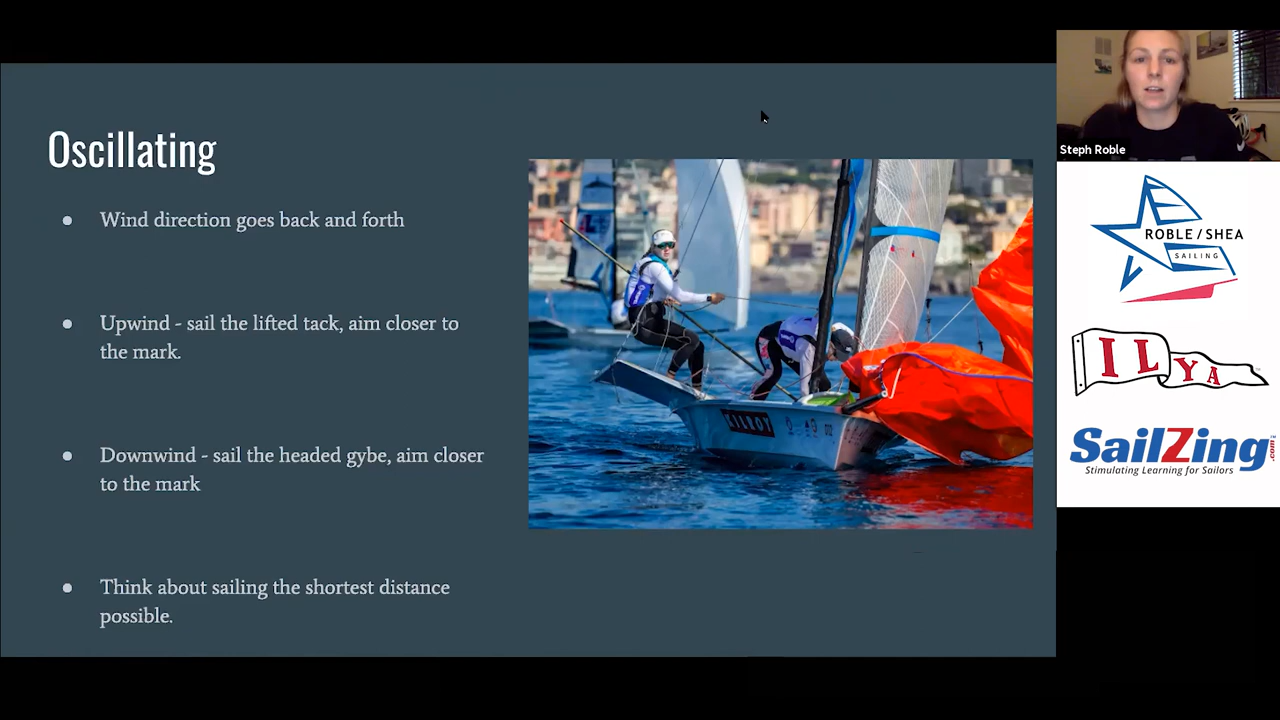 Oscillating
Wind direction goes back and forth
Upwind - sail the lifted tack, aim closer to
the mark.
Downwind - sail the headed gybe, aim closer
to the mark
Think about sailing the shortest distance
possible.
KILROY
Steph Roble
ROBLE / SHEA
SAILING
ILYA
SailZing.com
Stimulating Learning for Sailors